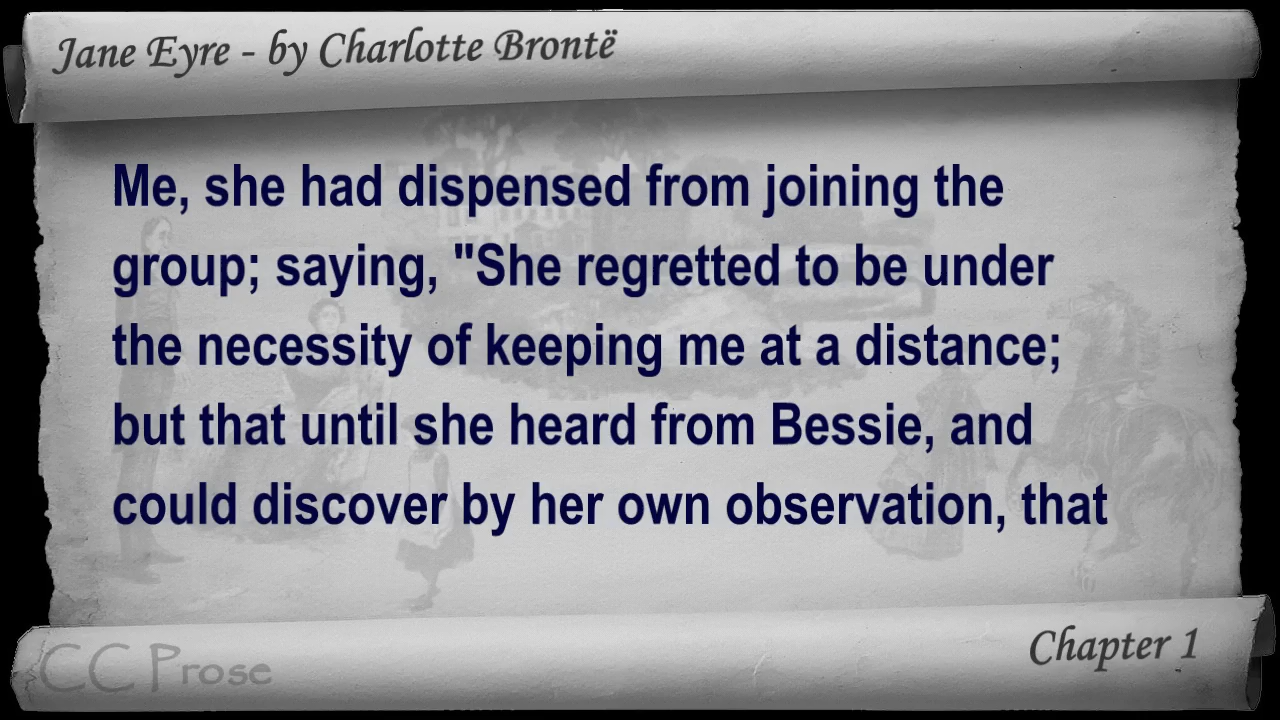 Jane Eyre - by Charlotte Brontë
Me, she had dispensed from joining the
group; saying, "She regretted to be under
the necessity of keeping me at a distance;
but that until she heard from Bessie, and
could discover by her own observation, that
CC Prose
Chapter 1